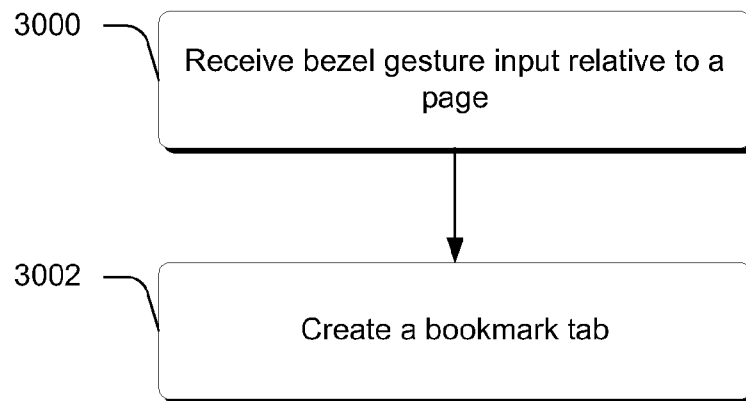 3000
Receive bezel gesture input relative to a
page
3002
Create a bookmark tab